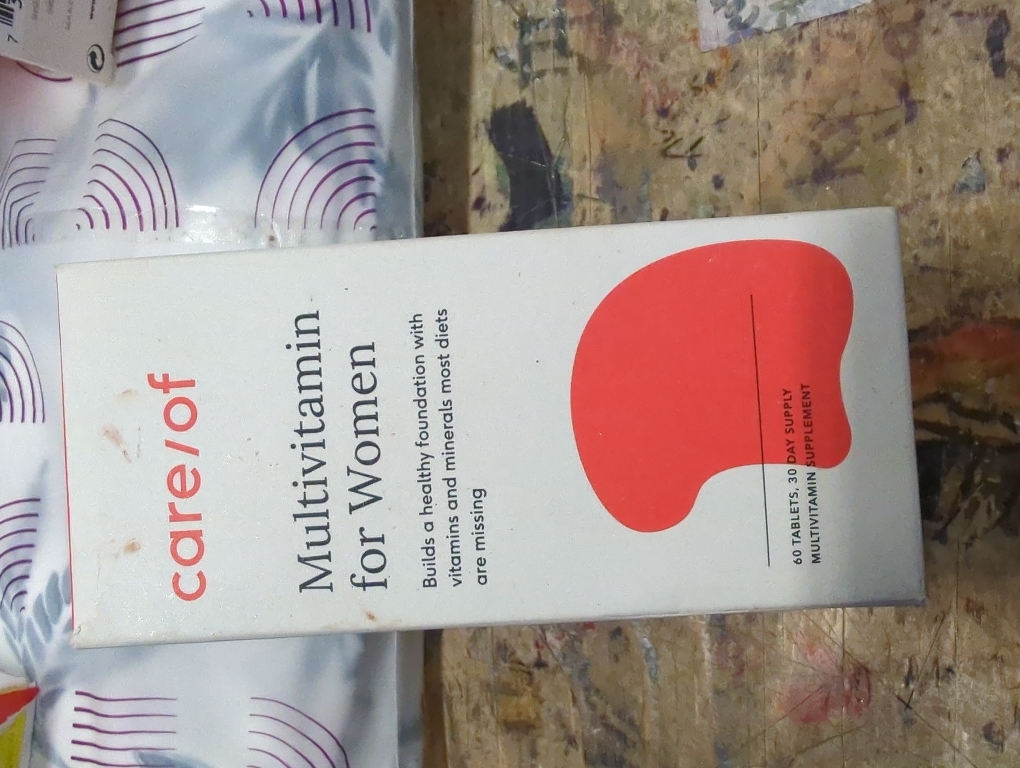 care/of
Multivitamin
for Women
Builds a healthy foundation with
vitamins and minerals most diets
are missing
60 TABLETS, 30 DAY SUPPLY
MULTIVITAMIN SUPPLEMENT